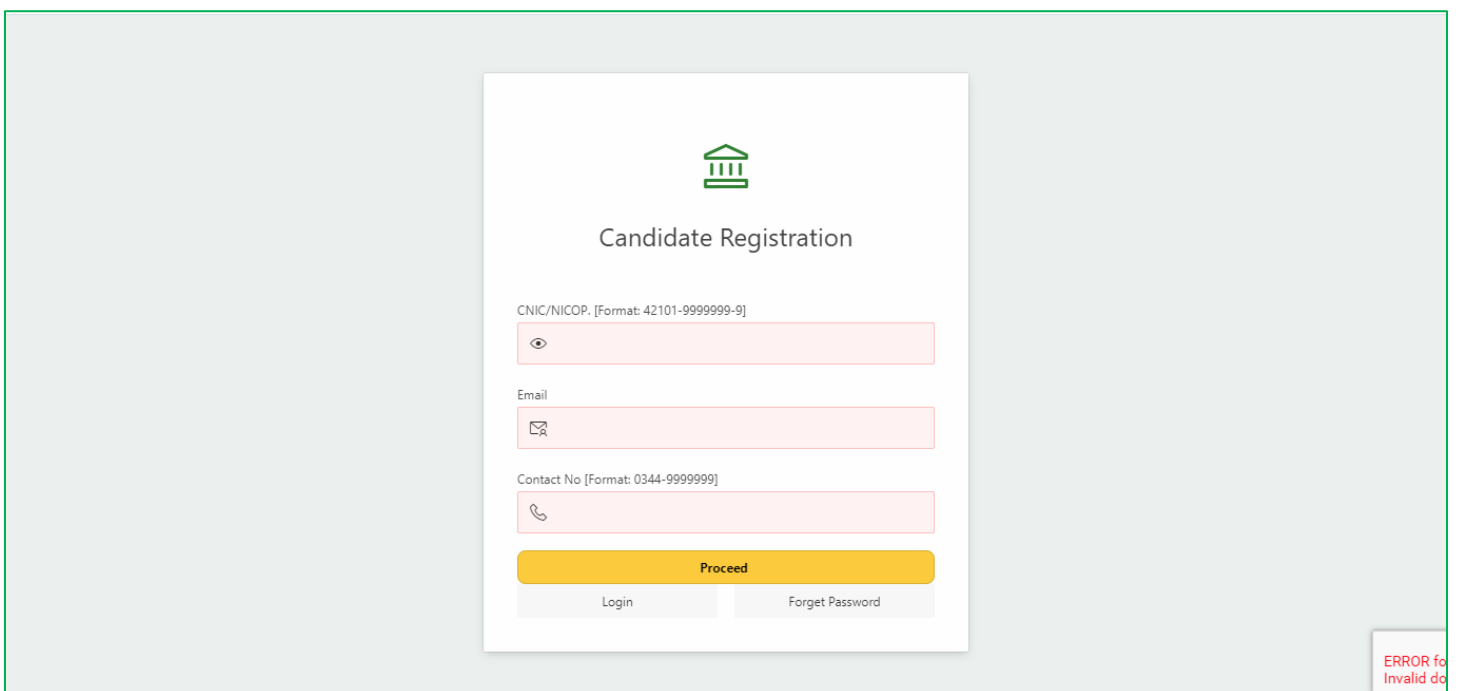 Candidate Registration
CNIC/NICOP. [Format: 42101-9999999-9]
Email
Contact No [Format: 0344-9999999]
Proceed
Login Forget Password
ERROR fo
Invalid do